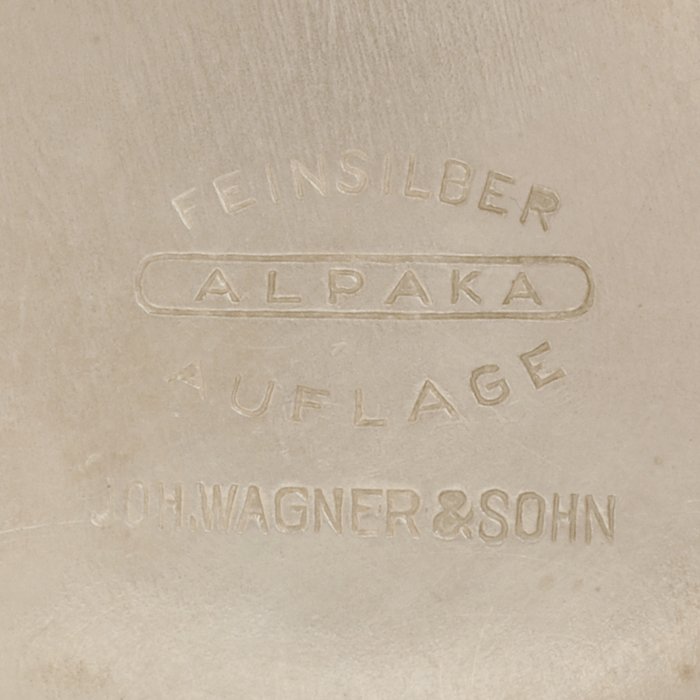 FEINSILBER
ALPAKA
AUFLAGE
JOH.WAGNER & SOHN